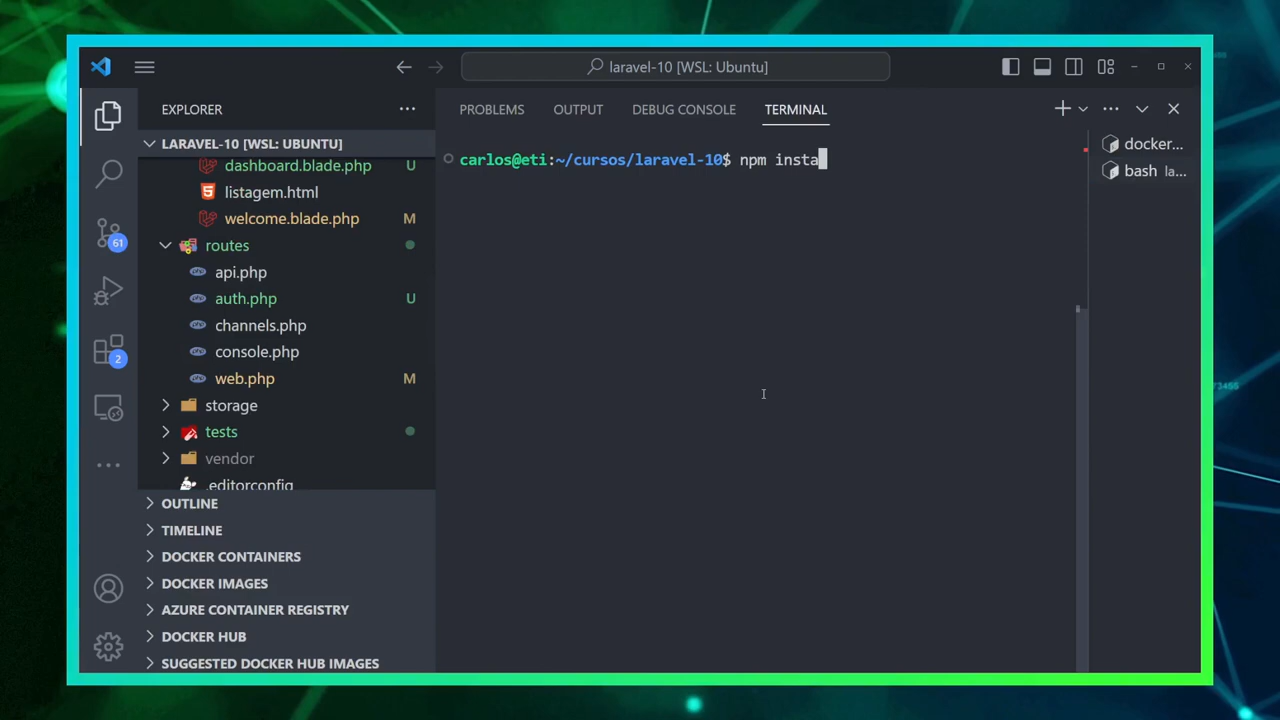 laravel-10 [WSL: Ubuntu]
EXPLORER
LARAVEL-10 [WSL: UBUNTU]
dashboard.blade.php U
listagem.html
welcome.blade.php M
routes
api.php
auth.php U
channels.php
console.php
web.php M
storage
tests
vendor
.editorconfig
OUTLINE
TIMELINE
DOCKER CONTAINERS
DOCKER IMAGES
AZURE CONTAINER REGISTRY
DOCKER HUB
SUGGESTED DOCKER HUB IMAGES
61
2
PROBLEMS OUTPUT DEBUG CONSOLE TERMINAL
carlos@eti:~/cursos/laravel-10$ npm insta
docker...
bash la...
73465